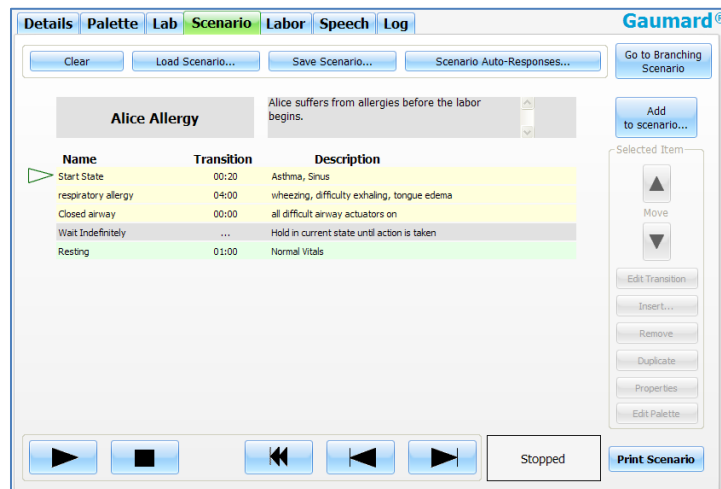 Details Palette Lab Scenario Labor Speech Log Gaumard®
Clear Load Scenario... Save Scenario... Scenario Auto-Responses... Go to Branching
Scenario
Alice Allergy
Alice suffers from allergies before the labor
begins.
Add
to scenario...
Selected Item
Name Transition Description
Start State 00:20 Asthma, Sinus
respiratory allergy 04:00 wheezing, difficulty exhaling, tongue edema
Closed airway 00:00 all difficult airway actuators on
Wait Indefinitely ... Hold in current state until action is taken
Resting 01:00 Normal Vitals
Move
Edit Transition
Insert...
Remove
Duplicate
Properties
Edit Palette
Stopped
Print Scenario